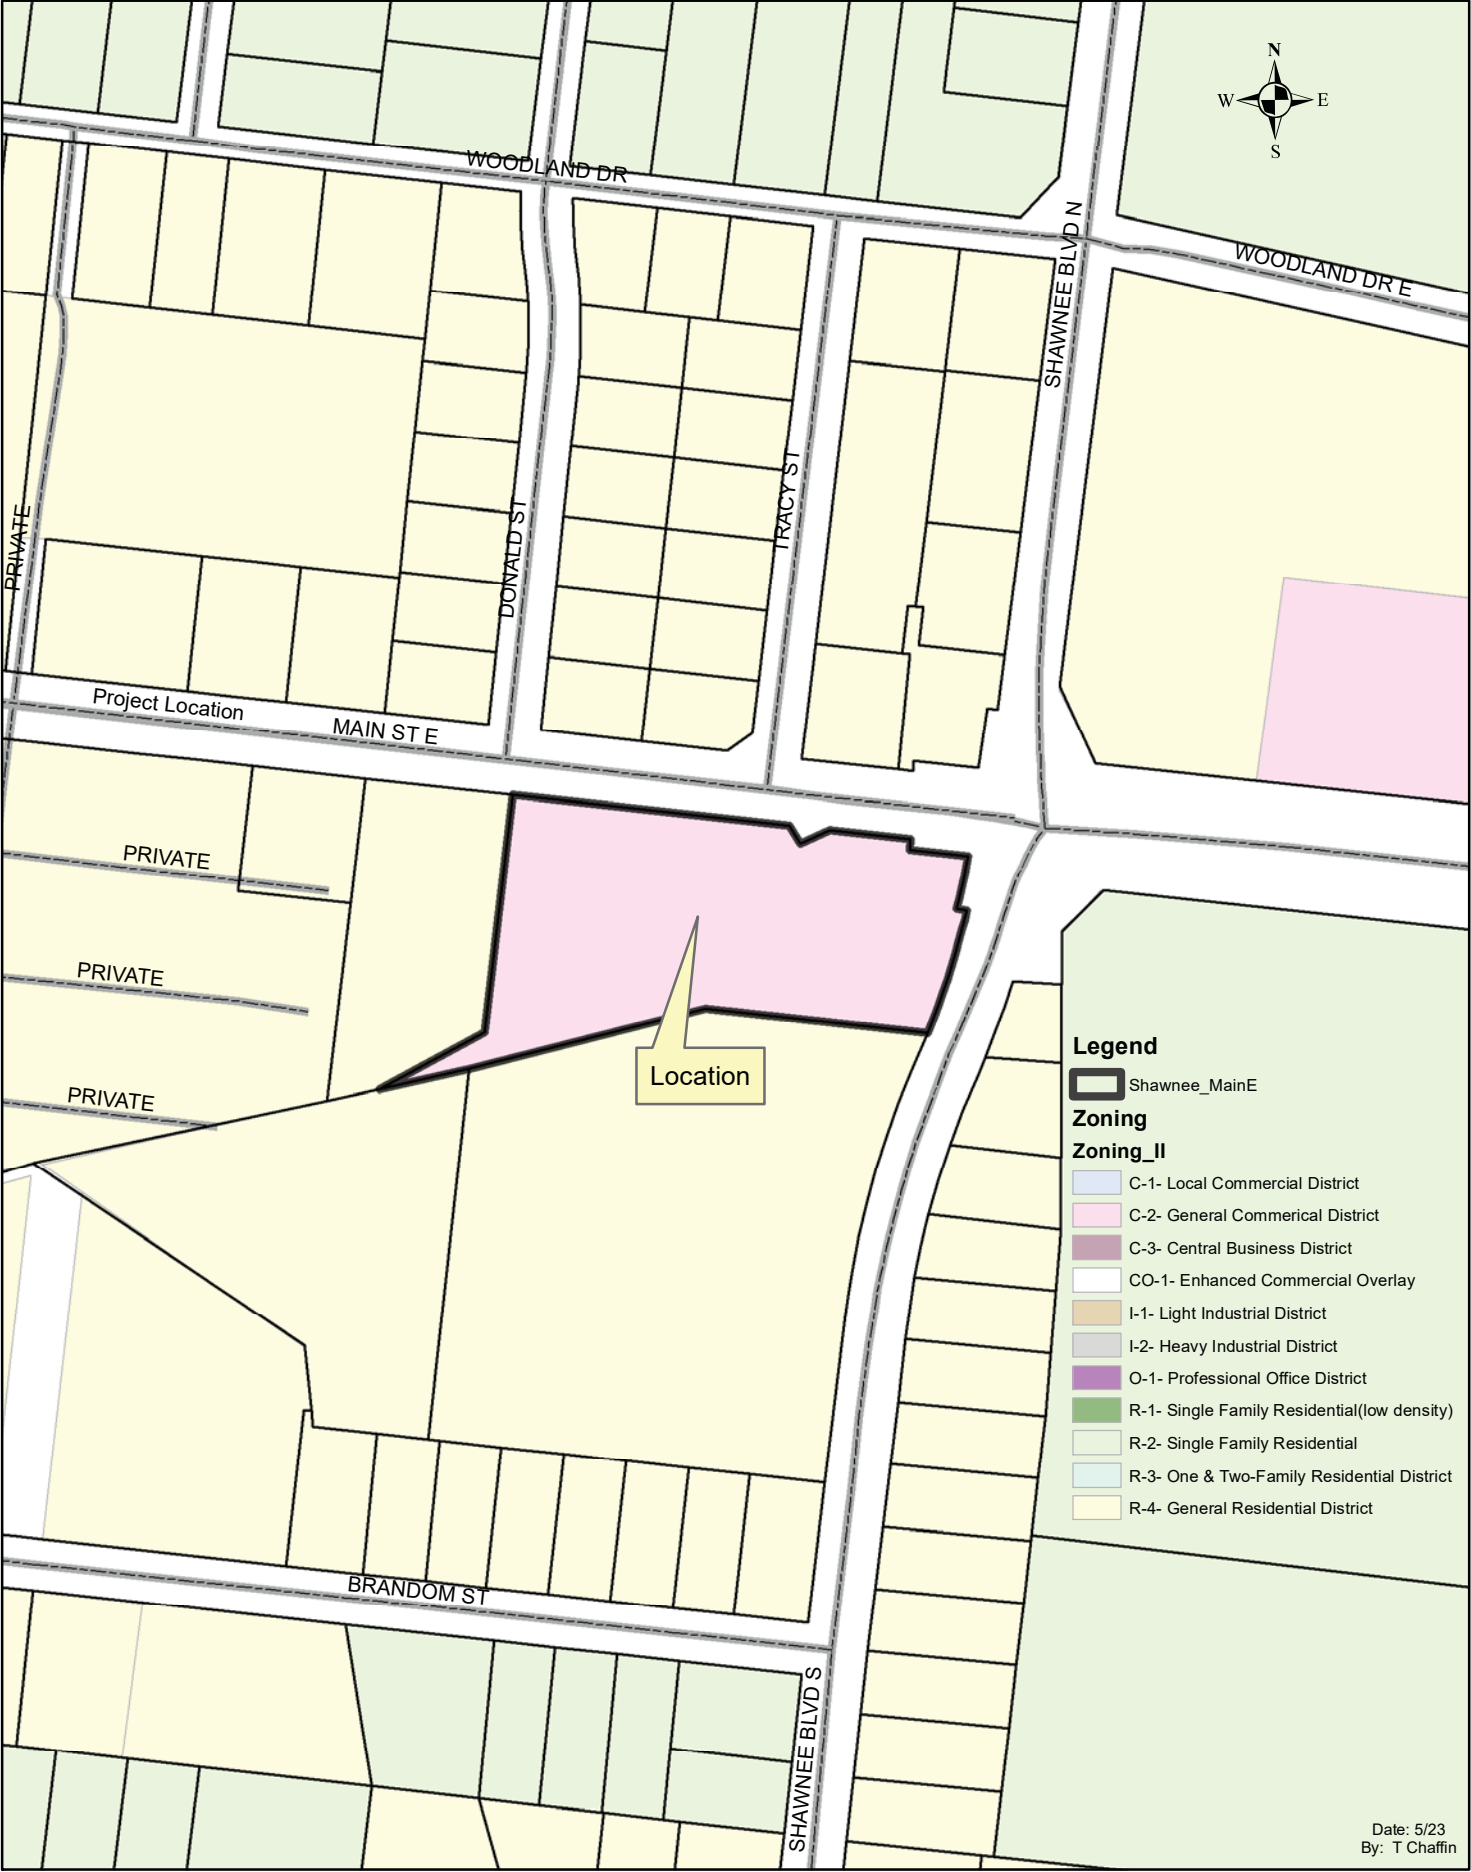 N
W E
S
WOODLAND DR
SHAWNEE BLVD N
WOODLAND DR E
PRIVATE
DONALD ST
TRACY ST
Project Location
MAIN ST E
PRIVATE
PRIVATE
PRIVATE
Location
BRANDOM ST
SHAWNEE BLVD S
Legend
Shawnee_MainE
Zoning
Zoning_II
C-1- Local Commercial District
C-2- General Commerical District
C-3- Central Business District
CO-1- Enhanced Commercial Overlay
I-1- Light Industrial District
I-2- Heavy Industrial District
O-1- Professional Office District
R-1- Single Family Residential(low density)
R-2- Single Family Residential
R-3- One & Two-Family Residential District
R-4- General Residential District
Date: 5/23
By: T Chaffin